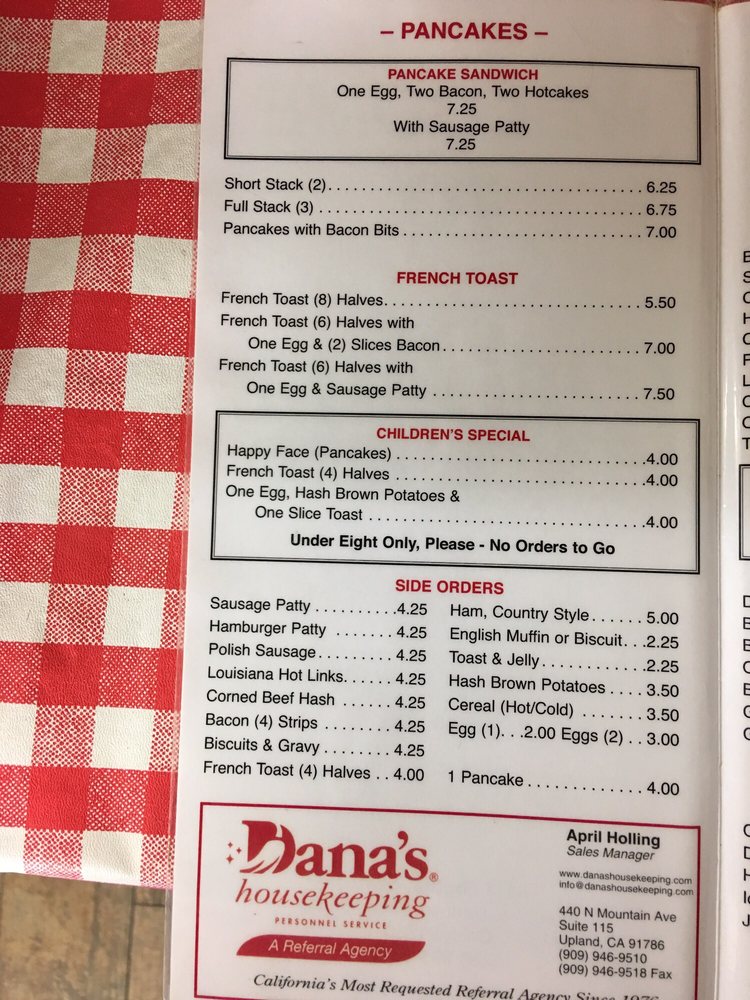 – PANCAKES –
PANCAKE SANDWICH
One Egg, Two Bacon, Two Hotcakes
7.25
With Sausage Patty
7.25
Short Stack (2). . . . . . . . . . . . . . . . . . . . . . . . . . . . . . . . . . . . . . 6.25
Full Stack (3) . . . . . . . . . . . . . . . . . . . . . . . . . . . . . . . . . . . . . . . 6.75
Pancakes with Bacon Bits . . . . . . . . . . . . . . . . . . . . . . . . . . . . . 7.00
FRENCH TOAST
French Toast (8) Halves. . . . . . . . . . . . . . . . . . . . . . . . . . . . . . . 5.50
French Toast (6) Halves with
One Egg & (2) Slices Bacon . . . . . . . . . . . . . . . . . . . . . . . . 7.00
French Toast (6) Halves with
One Egg & Sausage Patty . . . . . . . . . . . . . . . . . . . . . . . . . . 7.50
CHILDREN'S SPECIAL
Happy Face (Pancakes) . . . . . . . . . . . . . . . . . . . . . . . . . . . . . .4.00
French Toast (4) Halves . . . . . . . . . . . . . . . . . . . . . . . . . . . . . .4.00
One Egg, Hash Brown Potatoes &
One Slice Toast . . . . . . . . . . . . . . . . . . . . . . . . . . . . . . . . .4.00
Under Eight Only, Please - No Orders to Go
SIDE ORDERS
Sausage Patty . . . . . . . . . .4.25
Hamburger Patty . . . . . . . 4.25
Polish Sausage. . . . . . . . . 4.25
Louisiana Hot Links. . . . . . 4.25
Corned Beef Hash . . . . . . 4.25
Bacon (4) Strips . . . . . . . . 4.25
Biscuits & Gravy . . . . . . . . 4.25
French Toast (4) Halves . . 4.00
Ham, Country Style . . . . . . 5.00
English Muffin or Biscuit. . .2.25
Toast & Jelly . . . . . . . . . . . .2.25
Hash Brown Potatoes . . . . 3.50
Cereal (Hot/Cold) . . . . . . . 3.50
Egg (1). . .2.00 Eggs (2) . . 3.00
1 Pancake . . . . . . . . . . . . . 4.00
Dana's®
housekeeping
PERSONNEL SERVICE
A Referral Agency
April Holling
Sales Manager
www.danashousekeeping.com
info@danashousekeeping.com
440 N Mountain Ave
Suite 115
Upland, CA 91786
(909) 946-9510
(909) 946-9518 Fax
California's Most Requested Referral Agency Since